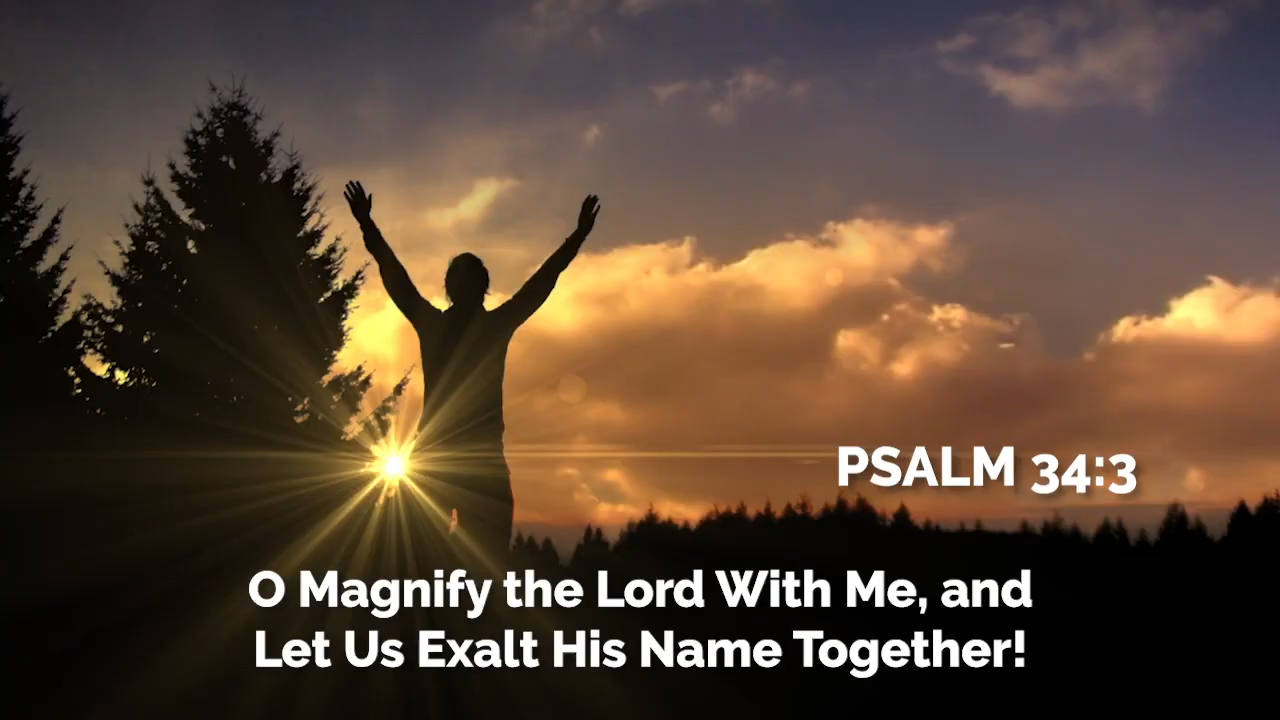 PSALM 34:3
O Magnify the Lord With Me, and
Let Us Exalt His Name Together!